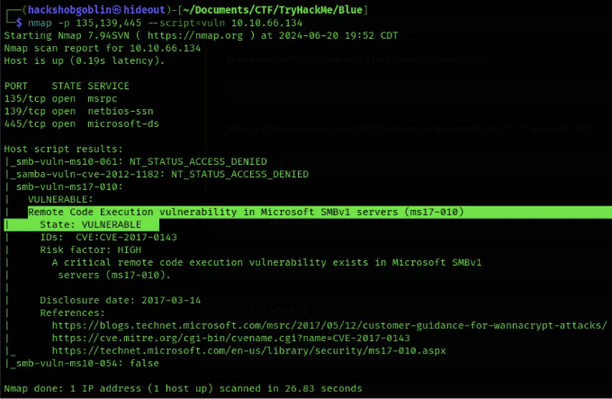 ┌──(hackshobgoblin㉿hideout)-[~/Documents/CTF/TryHackMe/Blue]
└─$ nmap -p 135,139,445 --script=vuln 10.10.66.134
Starting Nmap 7.94SVN ( https://nmap.org ) at 2024-06-20 19:52 CDT
Nmap scan report for 10.10.66.134
Host is up (0.19s latency).

PORT    STATE SERVICE
135/tcp open  msrpc
139/tcp open  netbios-ssn
445/tcp open  microsoft-ds

Host script results:
|_smb-vuln-ms10-061: NT_STATUS_ACCESS_DENIED
|_samba-vuln-cve-2012-1182: NT_STATUS_ACCESS_DENIED
| smb-vuln-ms17-010:
|   VULNERABLE:
|   Remote Code Execution vulnerability in Microsoft SMBv1 servers (ms17-010)
|     State: VULNERABLE
|     IDs:  CVE:CVE-2017-0143
|     Risk factor: HIGH
|       A critical remote code execution vulnerability exists in Microsoft SMBv1
|        servers (ms17-010).
|
|     Disclosure date: 2017-03-14
|     References:
|       https://blogs.technet.microsoft.com/msrc/2017/05/12/customer-guidance-for-wannacrypt-attacks/
|       https://cve.mitre.org/cgi-bin/cvename.cgi?name=CVE-2017-0143
|_      https://technet.microsoft.com/en-us/library/security/ms17-010.aspx
|_smb-vuln-ms10-054: false

Nmap done: 1 IP address (1 host up) scanned in 26.83 seconds